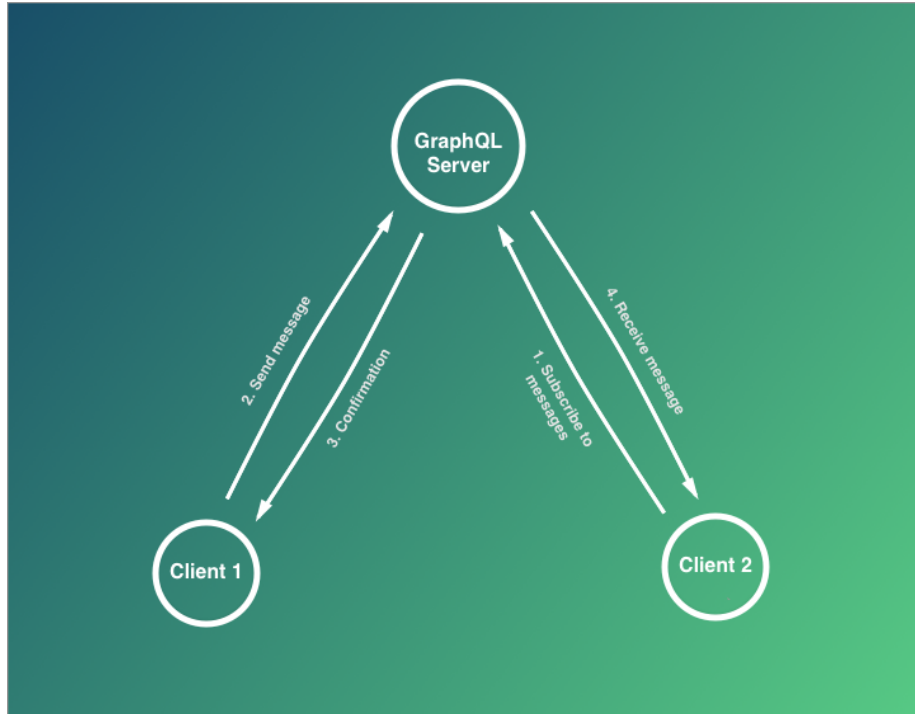 GraphQL
Server
2. Send message
3. Confirmation
1. Subscribe to
messages
4. Receive message
Client 1
Client 2